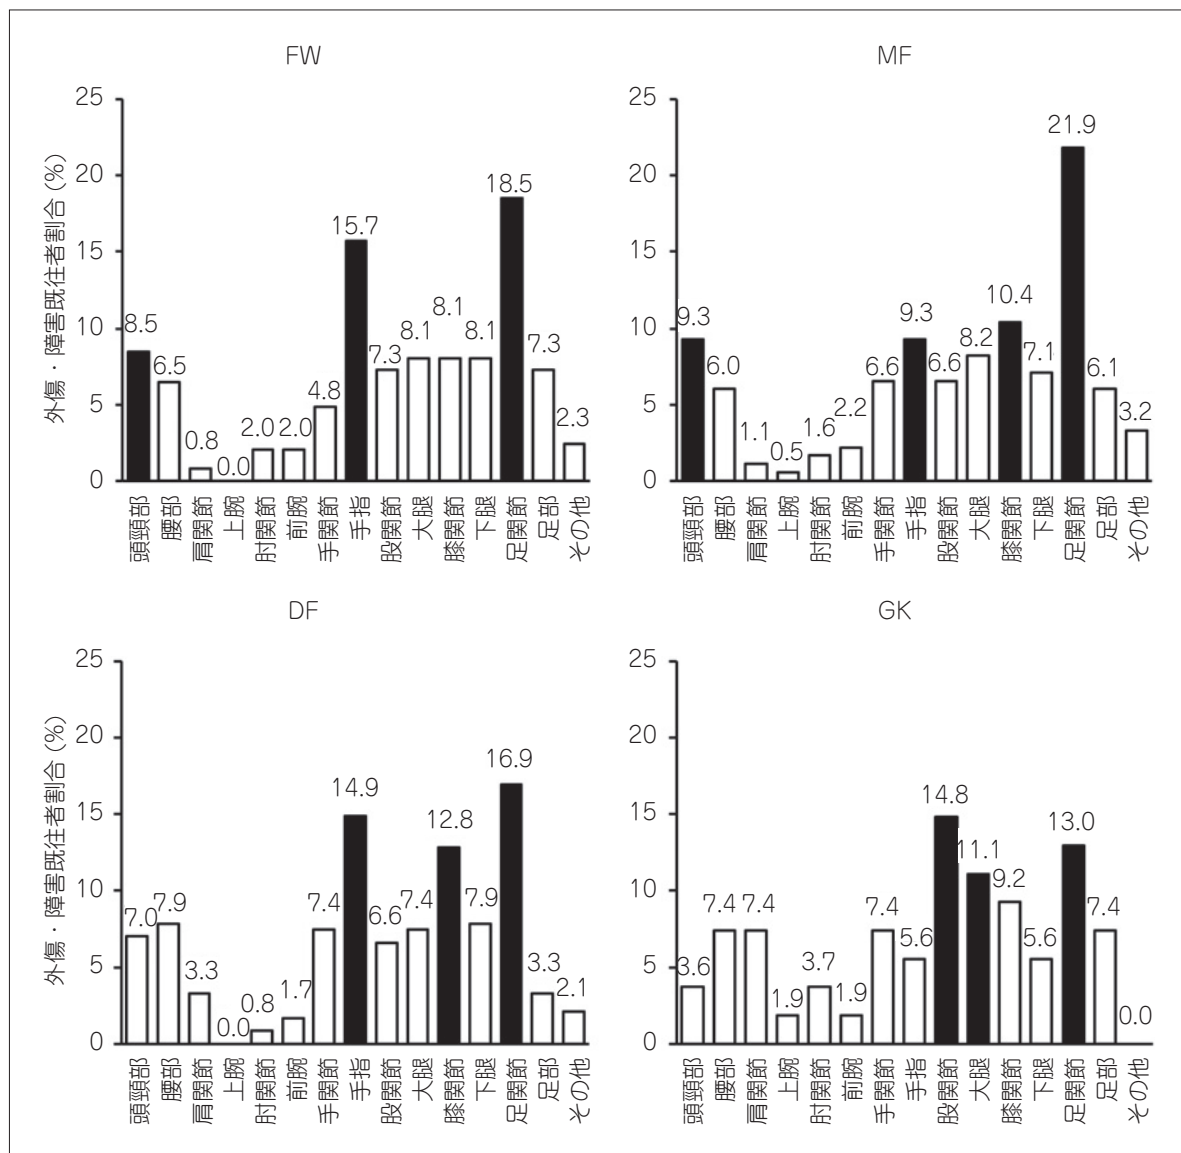 FW
外傷・障害既往者割合 (%)
25
20
15
10
5
0
8.5
6.5
0.8
0.0
2.0
2.0
4.8
15.7
7.3
8.1
8.1
8.1
18.5
7.3
2.3
頭頸部
腰部
肩関節
上腕
肘関節
前腕
手関節
手指
股関節
大腿
膝関節
下腿
足関節
足部
その他
MF
25
20
15
10
5
0
9.3
6.0
1.1
0.5
1.6
2.2
6.6
9.3
6.6
8.2
10.4
7.1
21.9
6.1
3.2
頭頸部
腰部
肩関節
上腕
肘関節
前腕
手関節
手指
股関節
大腿
膝関節
下腿
足関節
足部
その他
DF
外傷・障害既往者割合 (%)
25
20
15
10
5
0
7.0
7.9
3.3
0.0
0.8
1.7
7.4
14.9
6.6
7.4
12.8
7.9
16.9
3.3
2.1
頭頸部
腰部
肩関節
上腕
肘関節
前腕
手関節
手指
股関節
大腿
膝関節
下腿
足関節
足部
その他
GK
25
20
15
10
5
0
3.6
7.4
7.4
1.9
3.7
1.9
7.4
5.6
14.8
11.1
9.2
5.6
13.0
7.4
0.0
頭頸部
腰部
肩関節
上腕
肘関節
前腕
手関節
手指
股関節
大腿
膝関節
下腿
足関節
足部
その他